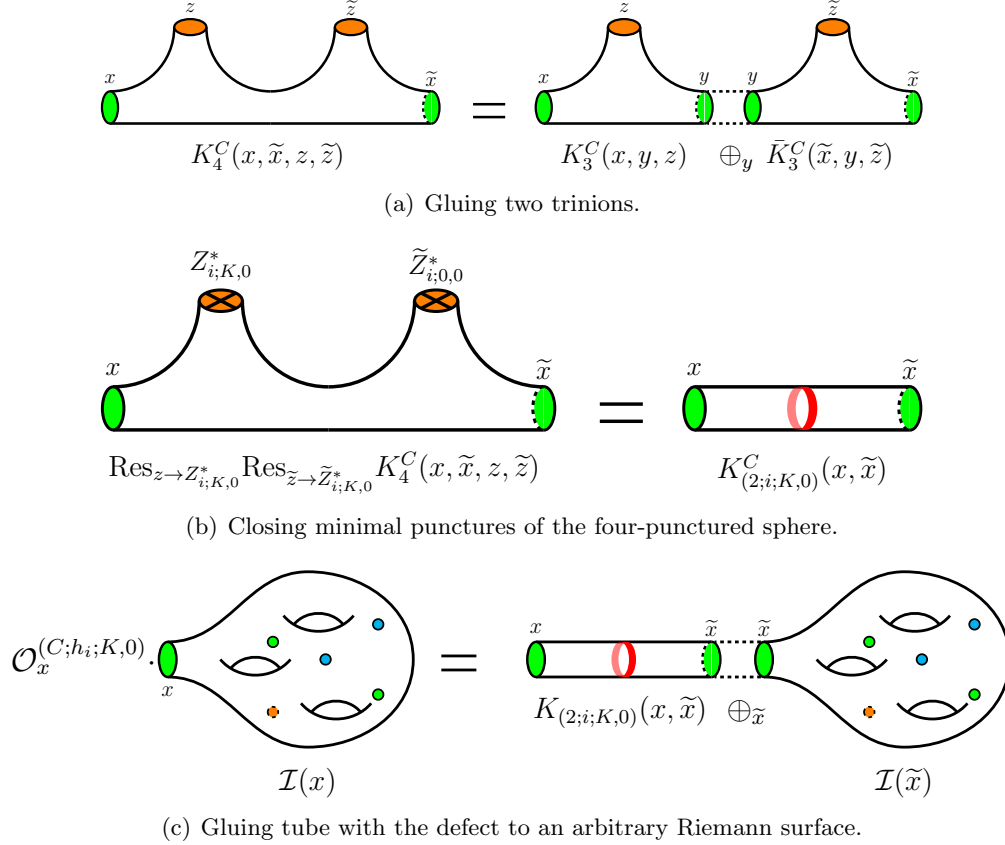 z z̃ z z̃
x x̃ x y y x̃
=
K_4^C(x, x̃, z, z̃) K_3^C(x, y, z) ⊕_y K̄_3^C(x̃, y, z̃)
(a) Gluing two trinions.
Z^*_{i;K,0} Z̃^*_{i;0,0}
x x̃ x x̃
=
Res_{z→Z^*_{i;K,0}} Res_{z̃→Z̃^*_{i;K,0}} K_4^C(x, x̃, z, z̃) K^C_{(2;i;K,0)}(x, x̃)
(b) Closing minimal punctures of the four-punctured sphere.
x x̃ x̃
O_x^{(C;h_i;K,0)} · =
x
K_{(2;i;K,0)}(x, x̃) ⊕_x̃
I(x) I(x̃)
(c) Gluing tube with the defect to an arbitrary Riemann surface.